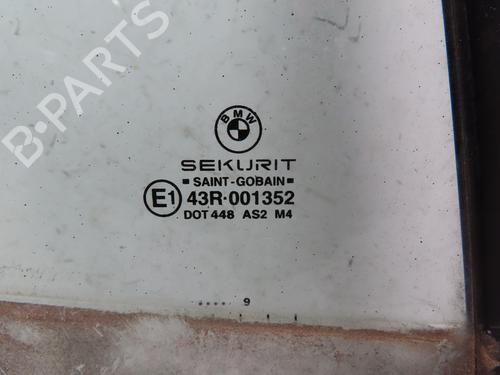 B-PARTS
BMW
SEKURIT
SAINT-GOBAIN
E1 43R-001352
DOT 448 AS2 M4
.... 9